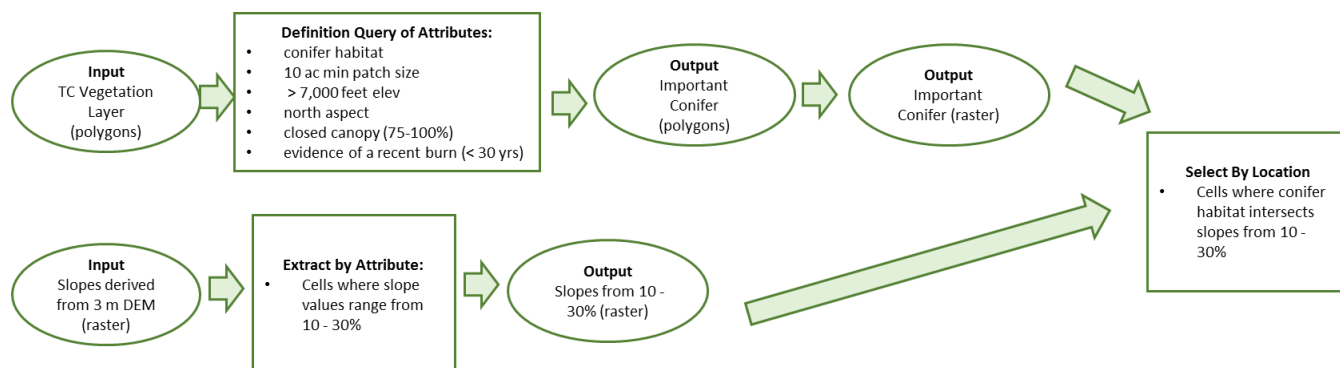 Input
TC Vegetation
Layer
(polygons)
Definition Query of Attributes:
• conifer habitat
• 10 ac min patch size
• > 7,000 feet elev
• north aspect
• closed canopy (75-100%)
• evidence of a recent burn (< 30 yrs)
Output
Important
Conifer
(polygons)
Output
Important
Conifer (raster)
Select By Location
• Cells where conifer
habitat intersects
slopes from 10 -
30%
Input
Slopes derived
from 3 m DEM
(raster)
Extract by Attribute:
• Cells where slope
values range from
10 - 30%
Output
Slopes from 10 -
30% (raster)